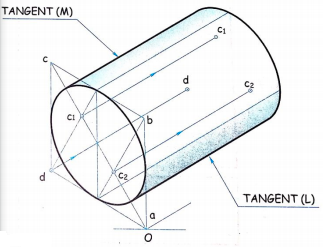 TANGENT (M)
c1
c
d
c2
b
c1
d
c2
TANGENT (L)
a
O